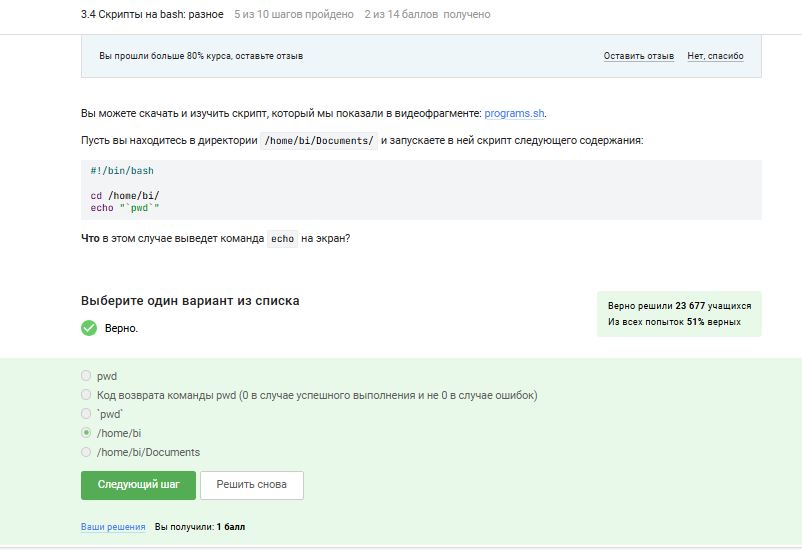 3.4 Скрипты на bash: разное 5 из 10 шагов пройдено 2 из 14 баллов получено
Вы прошли больше 80% курса, оставьте отзыв Оставить отзыв Нет, спасибо
Вы можете скачать и изучить скрипт, который мы показали в видеофрагменте: programs.sh.
Пусть вы находитесь в директории /home/bi/Documents/ и запускаете в ней скрипт следующего содержания:
#!/bin/bash
cd /home/bi/
echo "`pwd`"
Что в этом случае выведет команда echo на экран?
Выберите один вариант из списка
Верно.
Верно решили 23 677 учащихся
Из всех попыток 51% верных
pwd
Код возврата команды pwd (0 в случае успешного выполнения и не 0 в случае ошибок)
`pwd`
/home/bi
/home/bi/Documents
Следующий шаг Решить снова
Ваши решения Вы получили: 1 балл